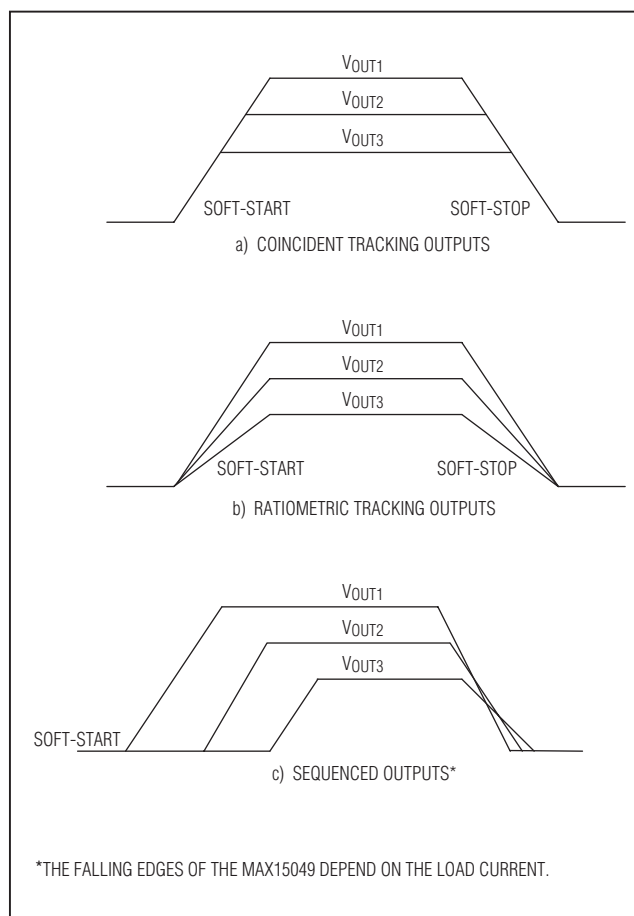 VOUT1
VOUT2
VOUT3
SOFT-START SOFT-STOP
a) COINCIDENT TRACKING OUTPUTS
VOUT1
VOUT2
VOUT3
SOFT-START SOFT-STOP
b) RATIOMETRIC TRACKING OUTPUTS
VOUT1
VOUT2
VOUT3
SOFT-START
c) SEQUENCED OUTPUTS*
*THE FALLING EDGES OF THE MAX15049 DEPEND ON THE LOAD CURRENT.